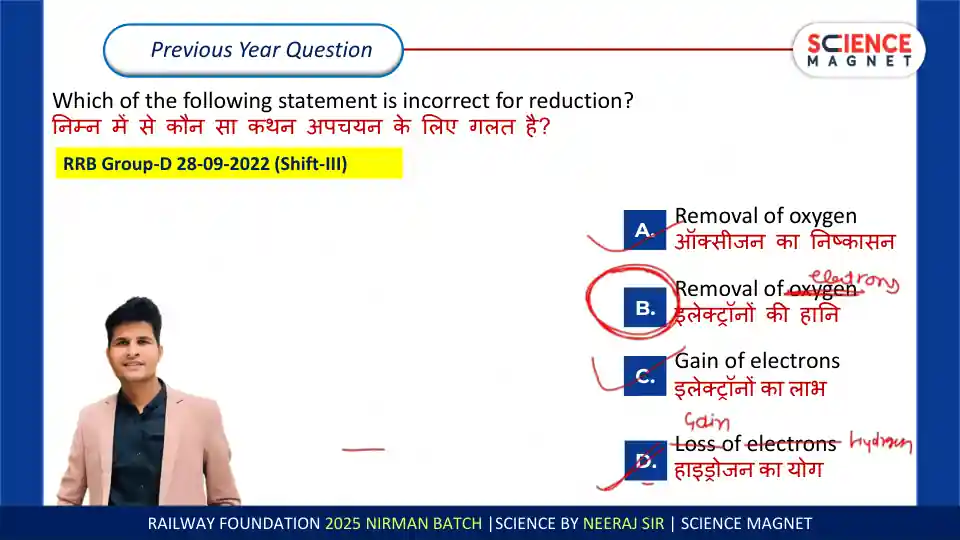 Previous Year Question
SCIENCE
MAGNET
Which of the following statement is incorrect for reduction?
निम्न में से कौन सा कथन अपचयन के लिए गलत है?
RRB Group-D 28-09-2022 (Shift-III)
A. Removal of oxygen
ऑक्सीजन का निष्कासन
electrons
B. Removal of oxygen
इलेक्ट्रॉनों की हानि
C. Gain of electrons
इलेक्ट्रॉनों का लाभ
Gain
D. Loss of electrons
हाइड्रोजन का योग
RAILWAY FOUNDATION 2025 NIRMAN BATCH |SCIENCE BY NEERAJ SIR | SCIENCE MAGNET